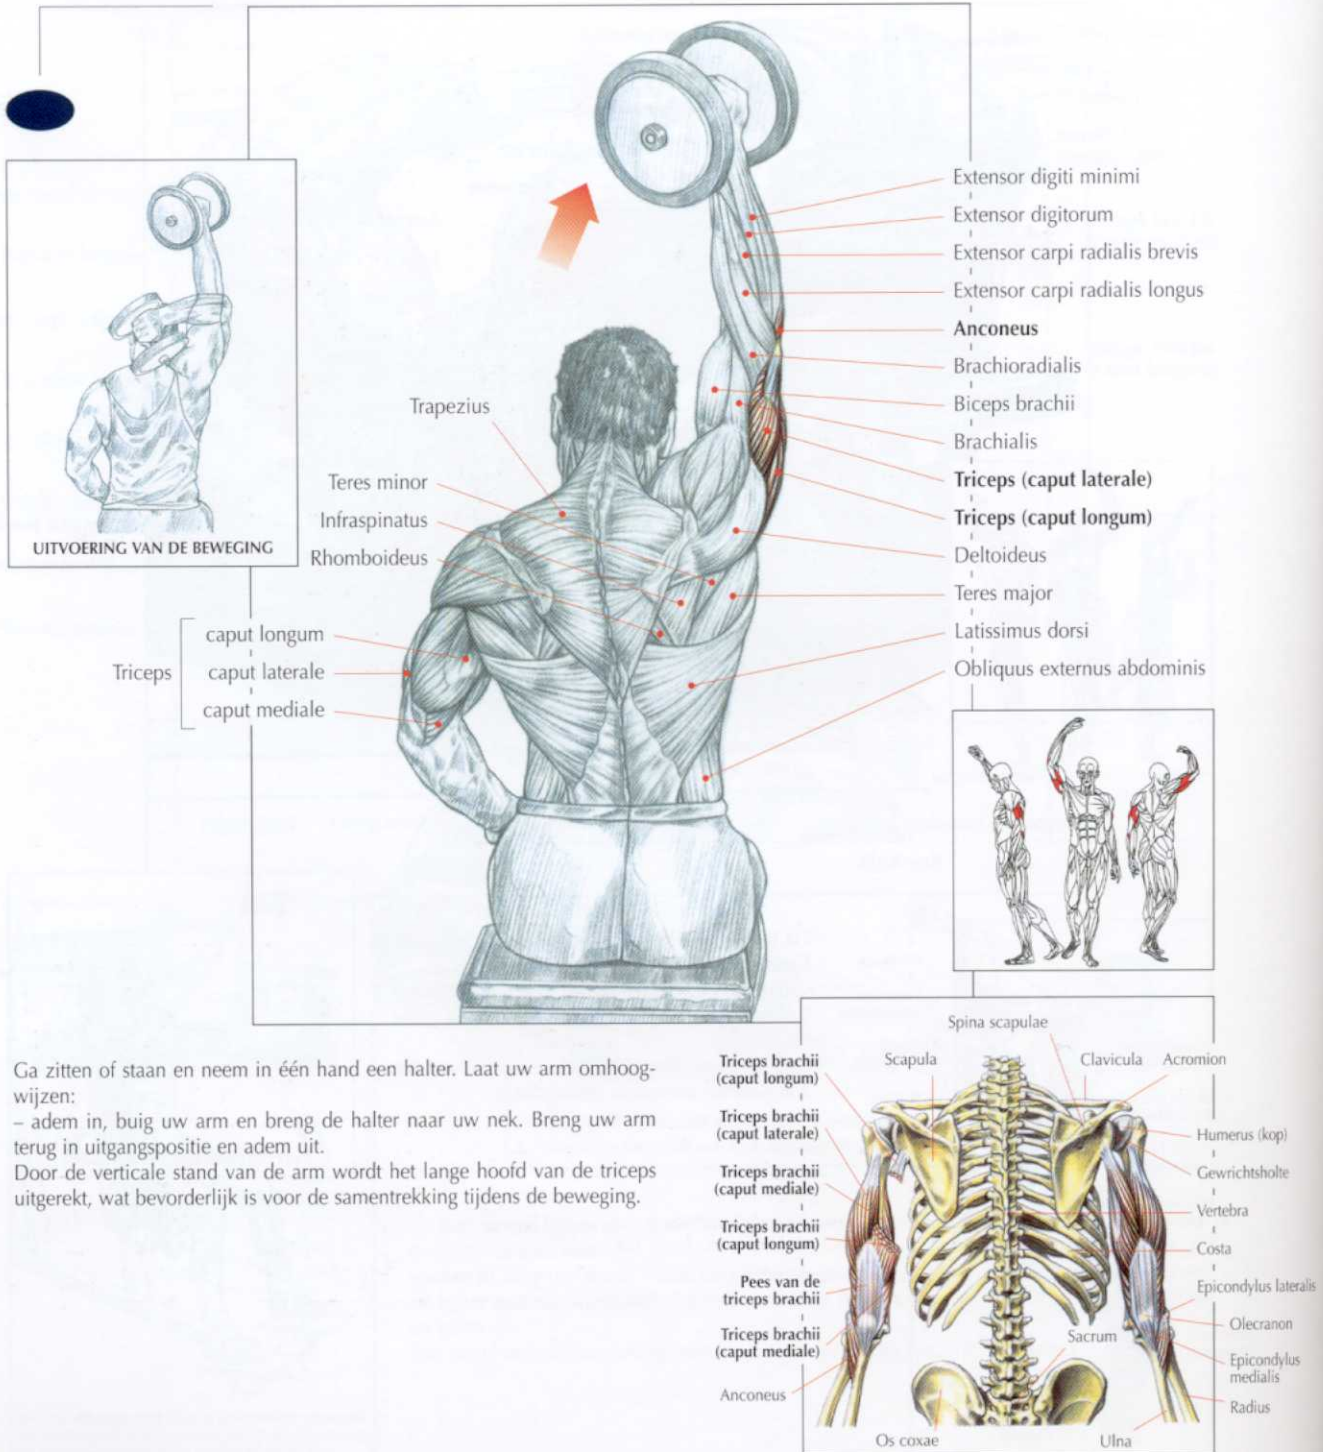 UITVOERING VAN DE BEWEGING
Trapezius
Teres minor
Infraspinatus
Rhomboideus
Triceps
caput longum
caput laterale
caput mediale
Extensor digiti minimi
Extensor digitorum
Extensor carpi radialis brevis
Extensor carpi radialis longus
Anconeus
Brachioradialis
Biceps brachii
Brachialis
Triceps (caput laterale)
Triceps (caput longum)
Deltoideus
Teres major
Latissimus dorsi
Obliquus externus abdominis
Ga zitten of staan en neem in één hand een halter. Laat uw arm omhoog-
wijzen:
– adem in, buig uw arm en breng de halter naar uw nek. Breng uw arm
terug in uitgangspositie en adem uit.
Door de verticale stand van de arm wordt het lange hoofd van de triceps
uitgerekt, wat bevorderlijk is voor de samentrekking tijdens de beweging.
Spina scapulae
Scapula
Clavicula
Acromion
Triceps brachii
(caput longum)
Triceps brachii
(caput laterale)
Triceps brachii
(caput mediale)
Triceps brachii
(caput longum)
Pees van de
triceps brachii
Triceps brachii
(caput mediale)
Anconeus
Os coxae
Sacrum
Ulna
Humerus (kop)
Gewrichtsholte
Vertebra
Costa
Epicondylus lateralis
Olecranon
Epicondylus
medialis
Radius